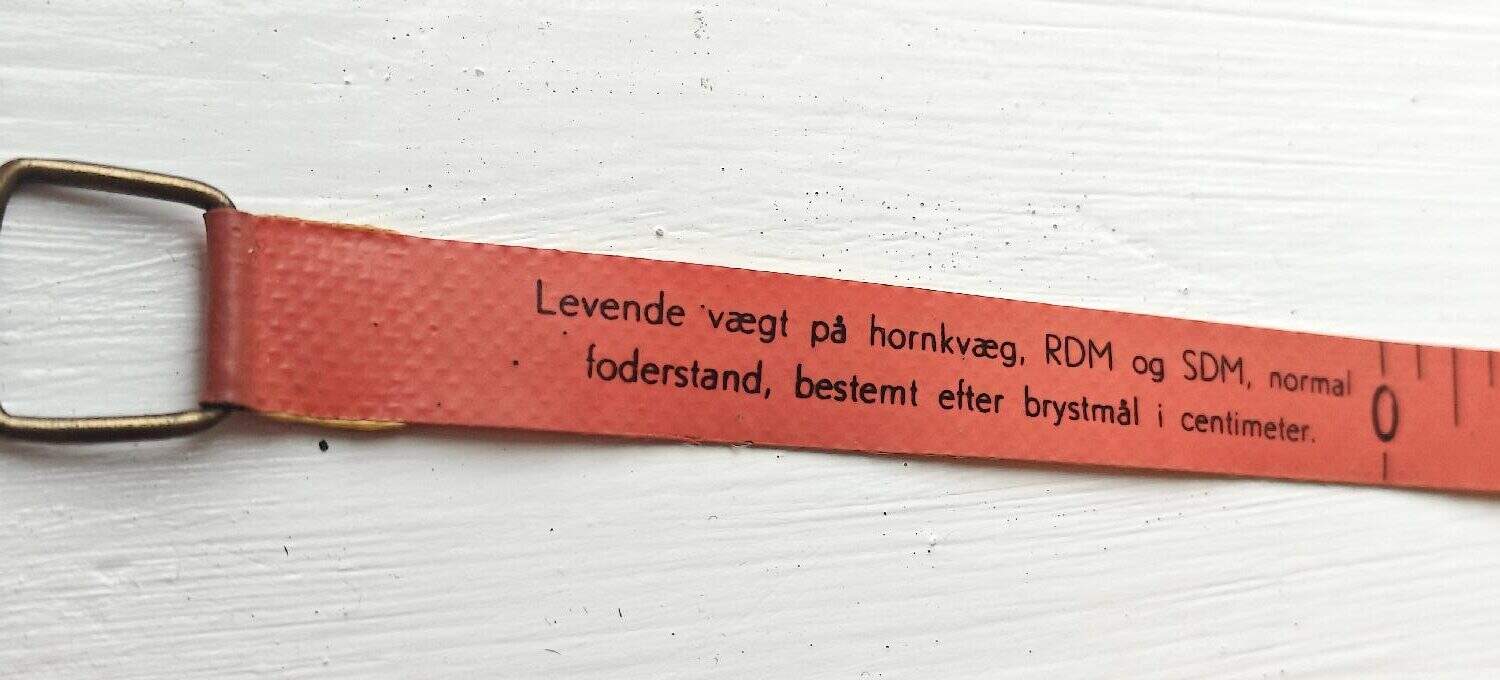 Levende vægt på hornkvæg, RDM og SDM, normal
foderstand, bestemt efter brystmål i centimeter.
0